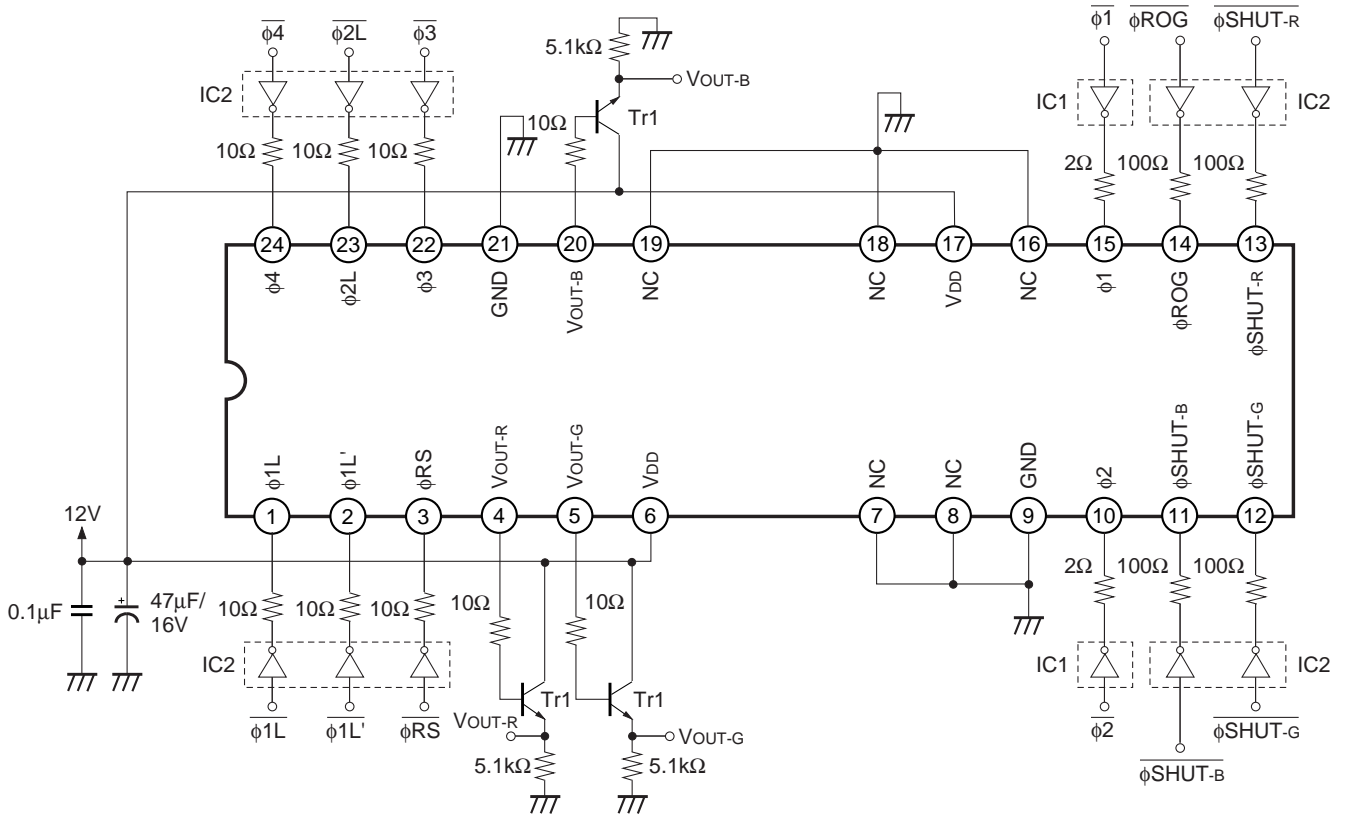 φ4 φ2L φ3
φ1 φROG φSHUT-R
5.1kΩ
VOUT-B
IC2
Tr1
IC1
IC2
10Ω 10Ω 10Ω
10Ω
2Ω 100Ω 100Ω
24 23 22 21 20 19 18 17 16 15 14 13
φ4 φ2L φ3 GND VOUT-B NC NC VDD NC φ1 φROG φSHUT-R
φ1L φ1L' φRS VOUT-R VOUT-G VDD NC NC GND φ2 φSHUT-B φSHUT-G
1 2 3 4 5 6 7 8 9 10 11 12
12V
0.1μF
+
47μF/
16V
10Ω 10Ω 10Ω 10Ω 10Ω
2Ω 100Ω 100Ω
IC2
IC1
IC2
Tr1
Tr1
φ1L φ1L' φRS
VOUT-R
VOUT-G
φ2
φSHUT-G
φSHUT-B
5.1kΩ
5.1kΩ